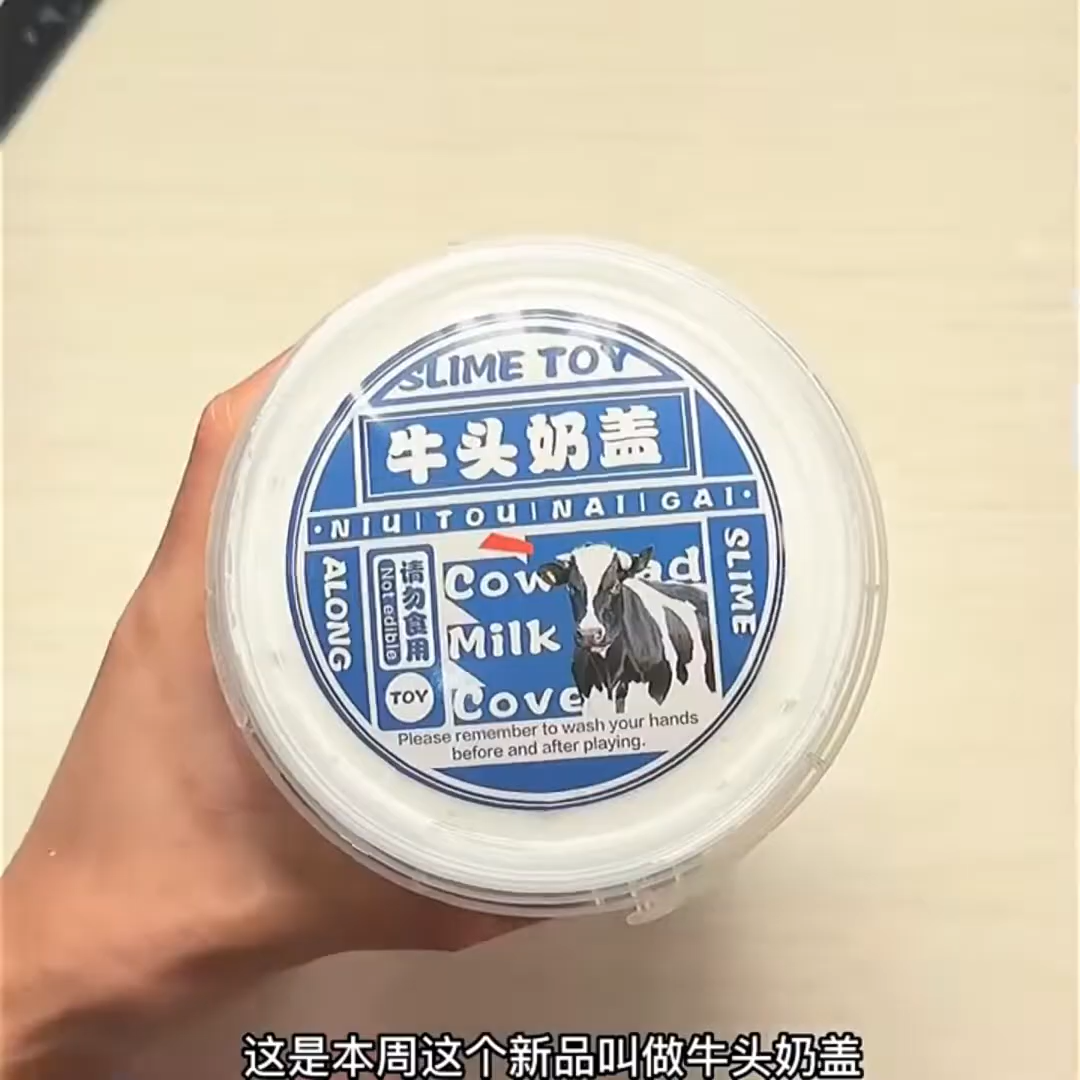 SLIME TOY
牛头奶盖
·NIU|TOU|NAI|GAI·
ALONG
请勿食用
Not edible
TOY
Milk
SLIME
Please remember to wash your hands
before and after playing.
这是本周这个新品叫做牛头奶盖